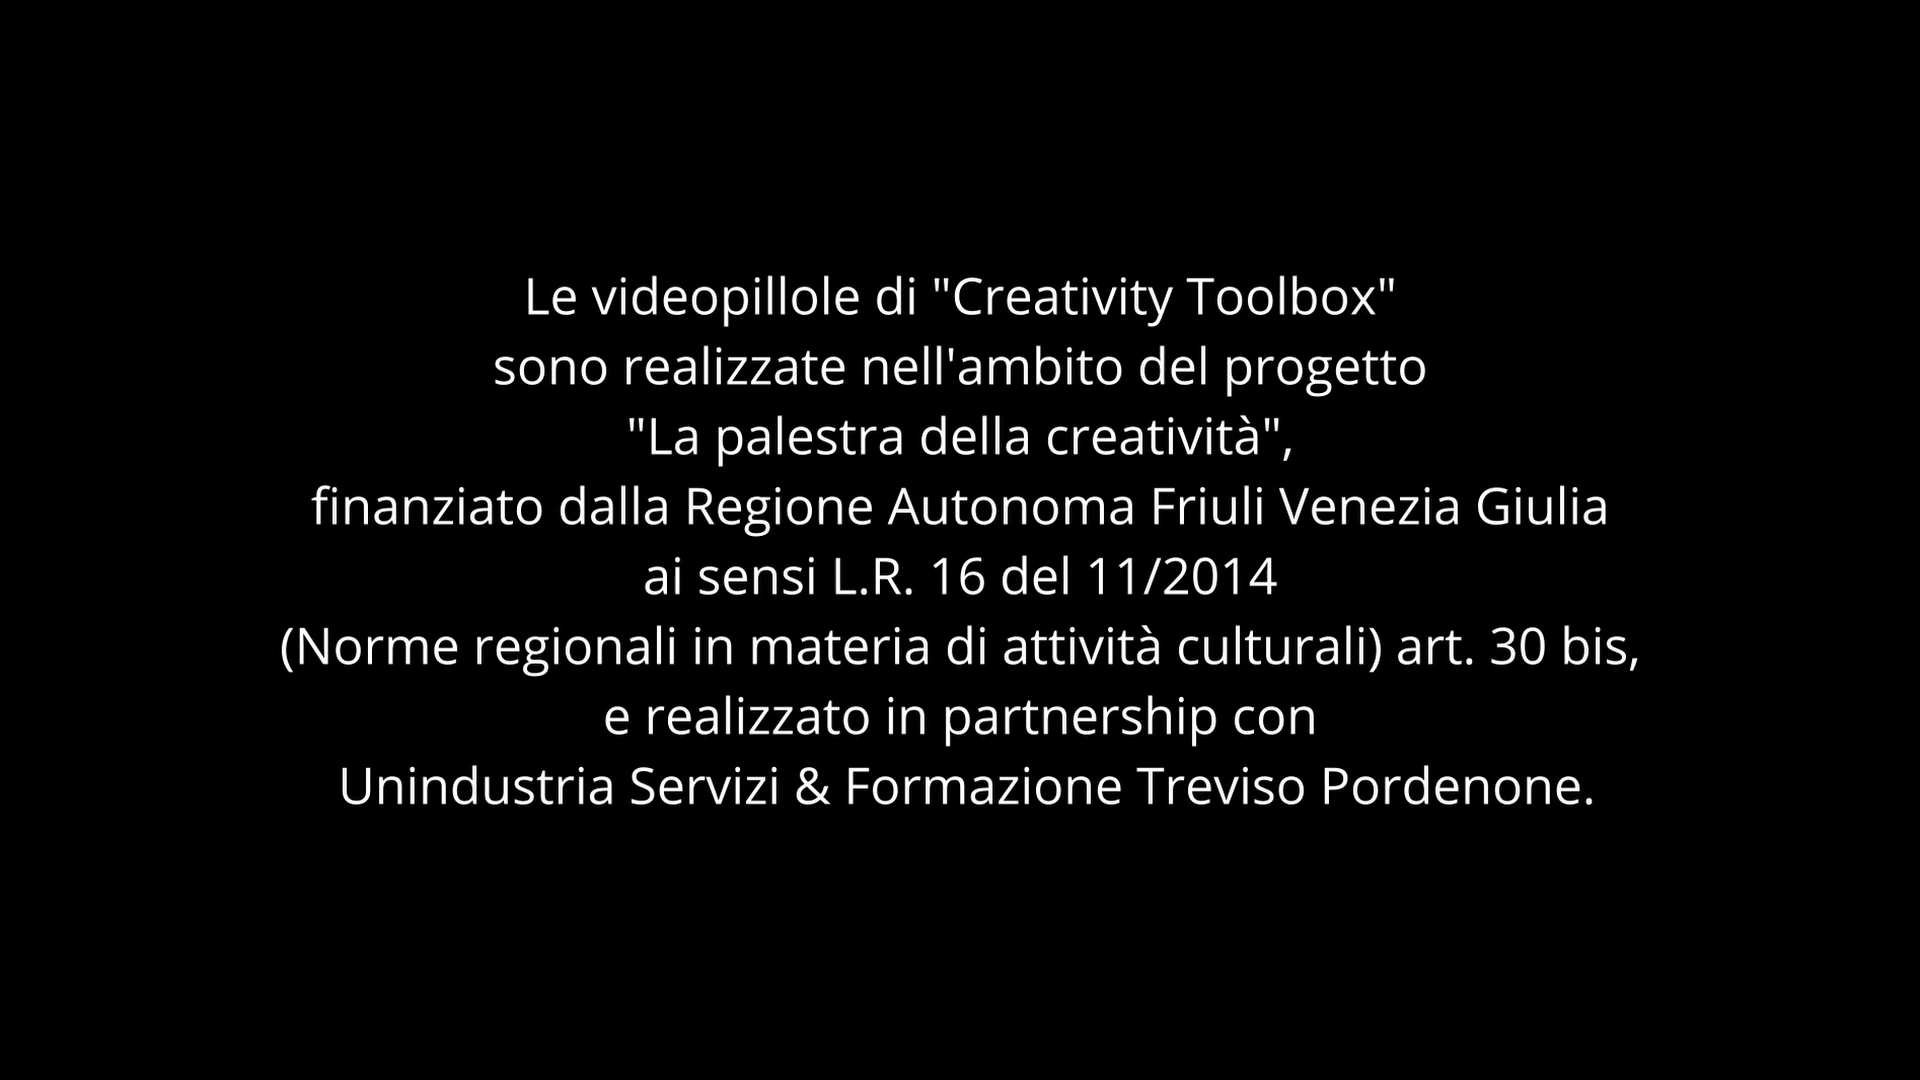 Le videopillole di "Creativity Toolbox"
sono realizzate nell'ambito del progetto
"La palestra della creatività",
finanziato dalla Regione Autonoma Friuli Venezia Giulia
ai sensi L.R. 16 del 11/2014
(Norme regionali in materia di attività culturali) art. 30 bis,
e realizzato in partnership con
Unindustria Servizi & Formazione Treviso Pordenone.